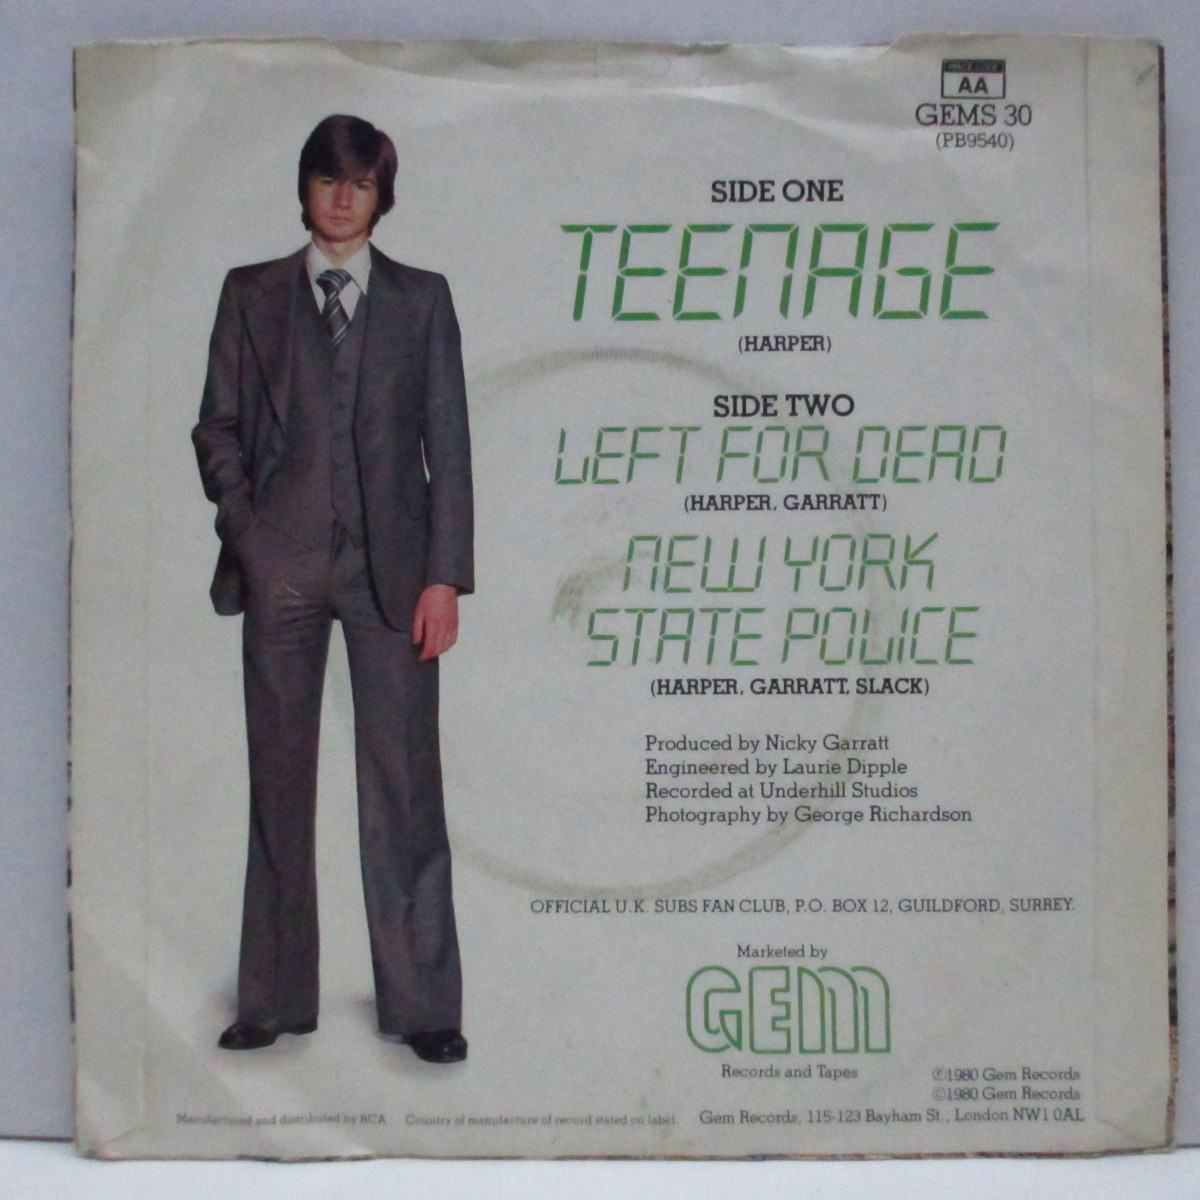 AA
GEMS 30
(PB9540)
SIDE ONE
TEENAGE
(HARPER)
SIDE TWO
LEFT FOR DEAD
(HARPER, GARRATT)
NEW YORK
STATE POLICE
(HARPER, GARRATT, SLACK)
Produced by Nicky Garratt
Engineered by Laurie Dipple
Recorded at Underhill Studios
Photography by George Richardson
OFFICIAL U.K. SUBS FAN CLUB, P.O. BOX 12, GUILDFORD, SURREY.
Marketed by
GEM
Records and Tapes
℗1980 Gem Records
©1980 Gem Records
Manufactured and distributed by RCA Country of manufacture of record stated on label. Gem Records, 115-123 Bayham St., London NW1 0AL